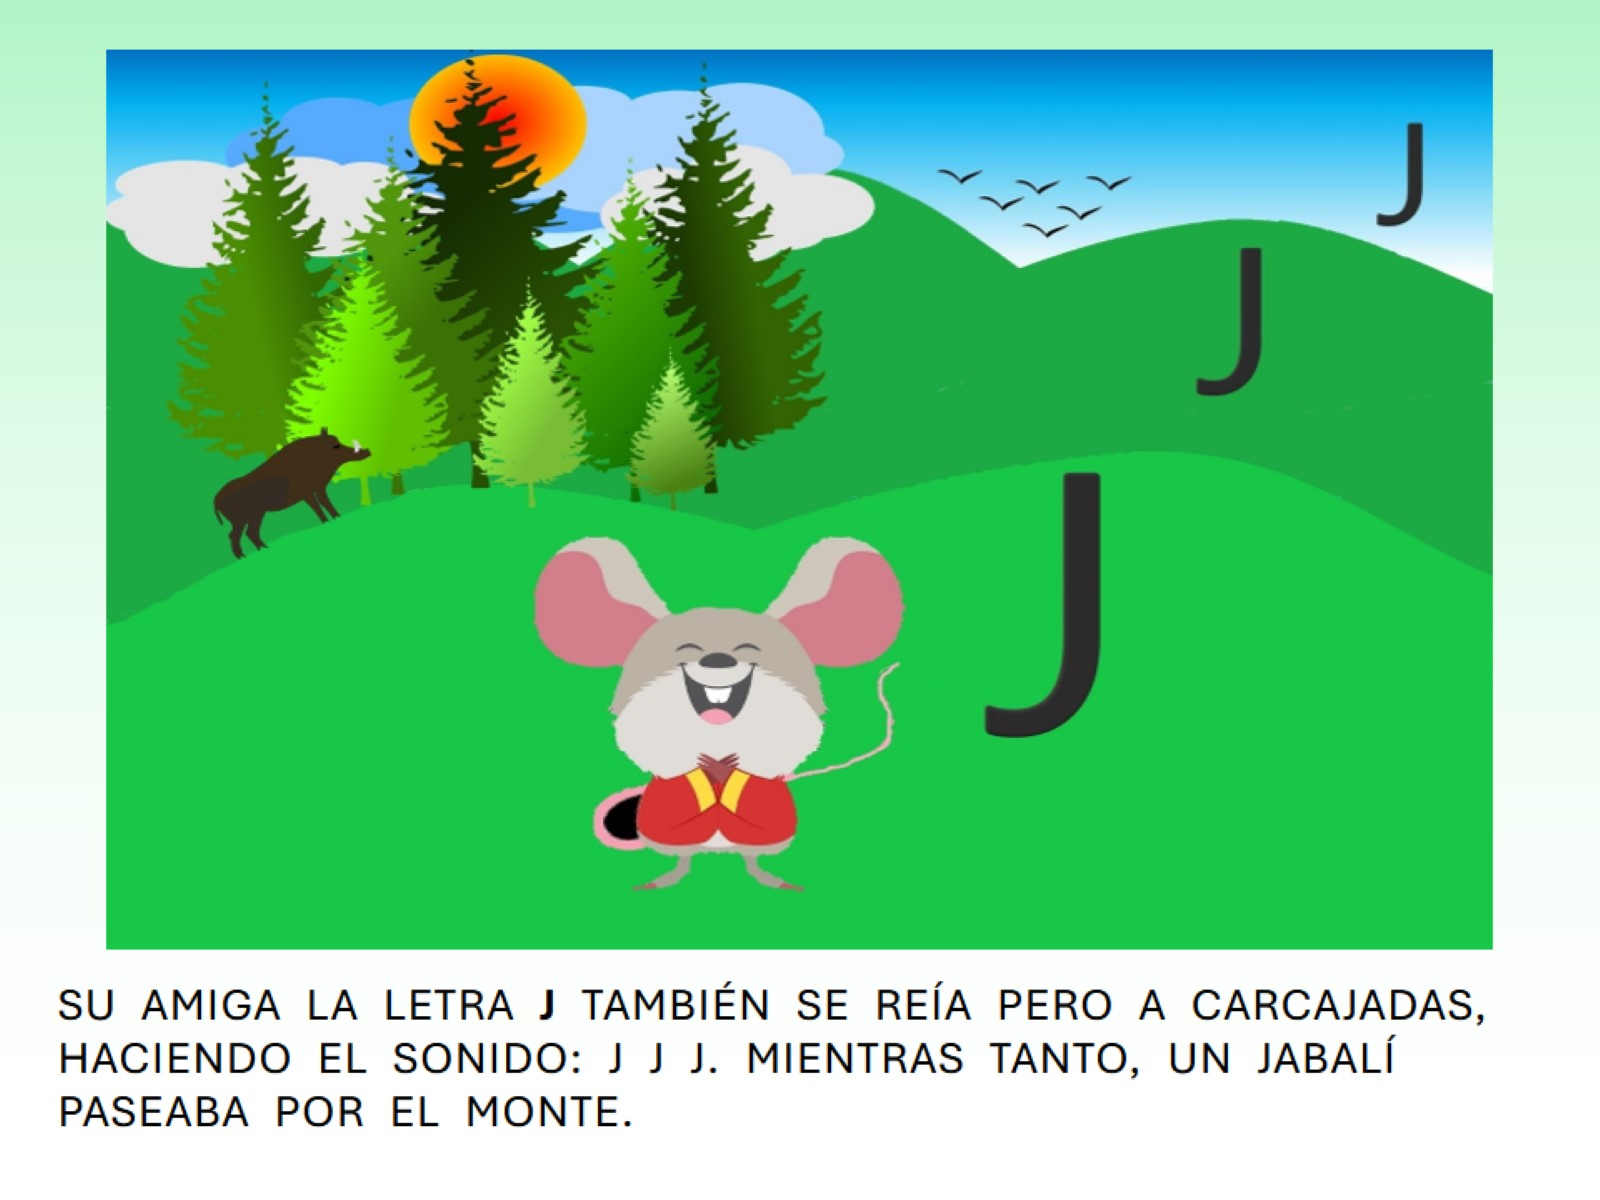 J
J
J
SU AMIGA LA LETRA J TAMBIÉN SE REÍA PERO A CARCAJADAS,
HACIENDO EL SONIDO: J J J. MIENTRAS TANTO, UN JABALÍ
PASEABA POR EL MONTE.